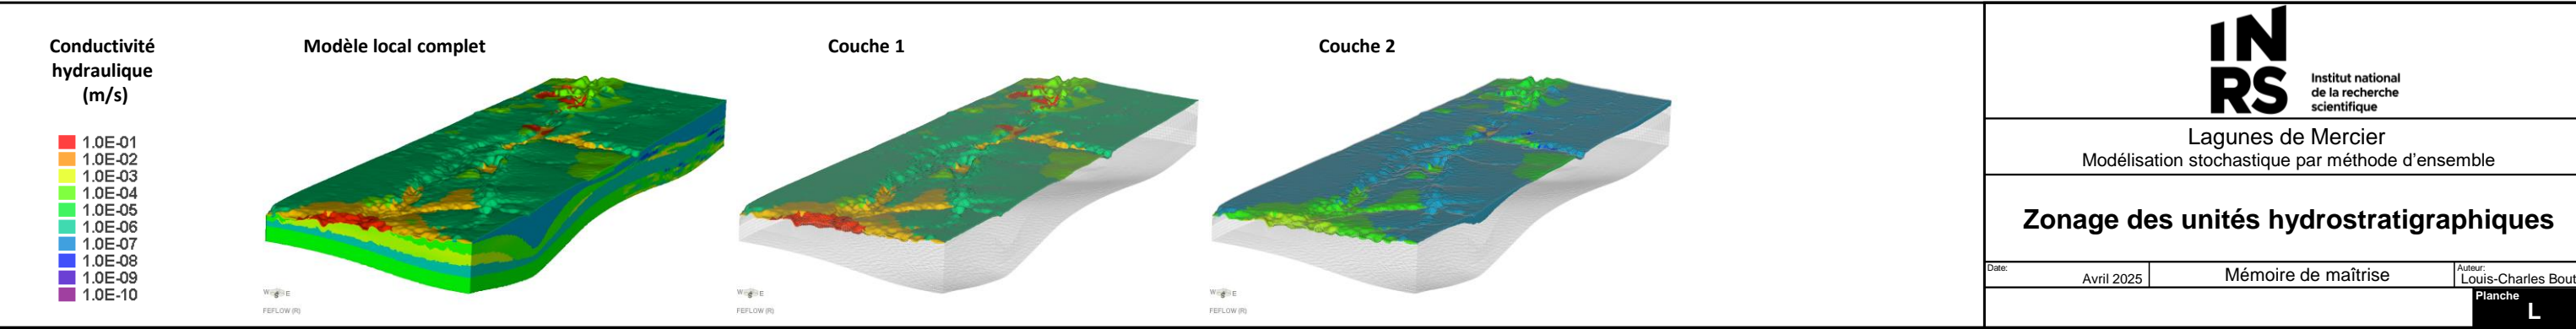 Conductivité
hydraulique
(m/s)
1.0E-01
1.0E-02
1.0E-03
1.0E-04
1.0E-05
1.0E-06
1.0E-07
1.0E-08
1.0E-09
1.0E-10
Modèle local complet
W S E
FEFLOW (R)
Couche 1
W S E
FEFLOW (R)
Couche 2
W S E
FEFLOW (R)
INRS
Institut national
de la recherche
scientifique
Lagunes de Mercier
Modélisation stochastique par méthode d'ensemble
Zonage des unités hydrostratigraphiques
Date:
Avril 2025
Mémoire de maîtrise
Auteur:
Louis-Charles Bout
Planche
L